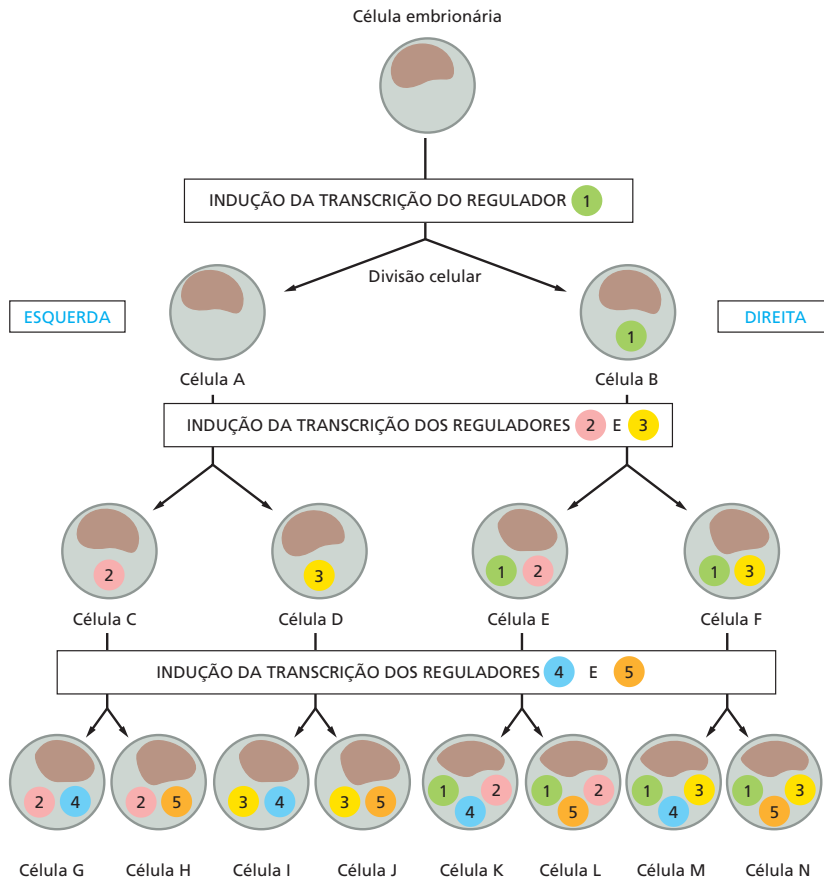 Célula embrionária
INDUÇÃO DA TRANSCRIÇÃO DO REGULADOR 1
Divisão celular
ESQUERDA
DIREITA
1
Célula A
Célula B
INDUÇÃO DA TRANSCRIÇÃO DOS REGULADORES 2 E 3
2
3
1 2
1 3
Célula C
Célula D
Célula E
Célula F
INDUÇÃO DA TRANSCRIÇÃO DOS REGULADORES 4 E 5
2 4
2 5
3 4
3 5
1 2 4
1 2 5
1 3 4
1 3 5
Célula G
Célula H
Célula I
Célula J
Célula K
Célula L
Célula M
Célula N